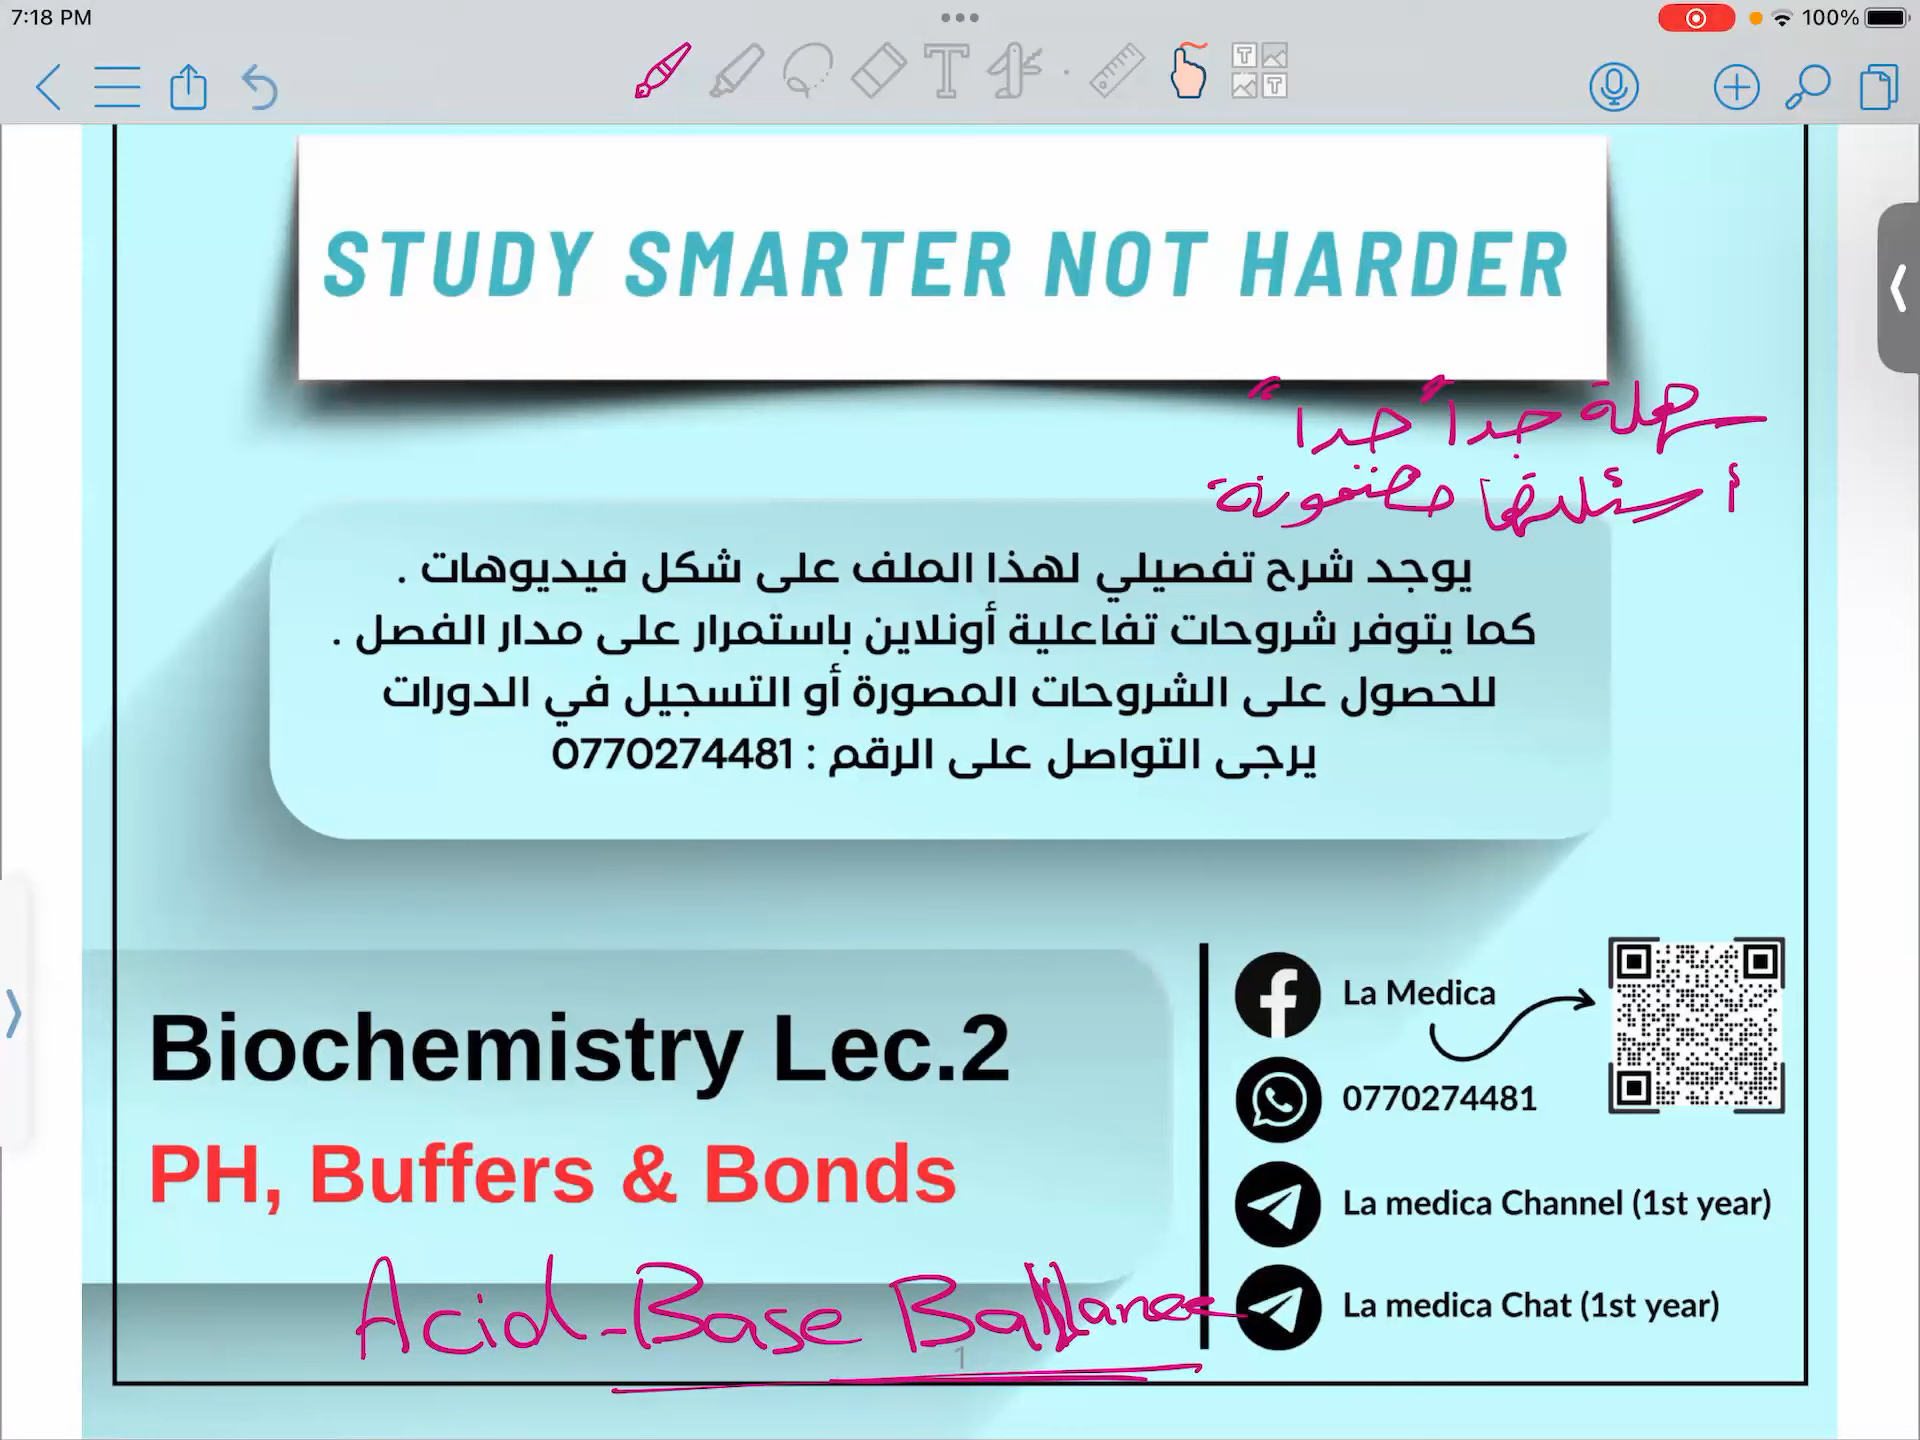 7:18 PM
100%
STUDY SMARTER NOT HARDER
سهلة جداً جداً
أسئلتها مضمونة
يوجد شرح تفصيلي لهذا الملف على شكل فيديوهات .
كما يتوفر شروحات تفاعلية أونلاين باستمرار على مدار الفصل .
للحصول على الشروحات المصورة أو التسجيل في الدورات
يرجى التواصل على الرقم : 0770274481
Biochemistry Lec.2
PH, Buffers & Bonds
Acid-Base Ballance
1
La Medica
0770274481
La medica Channel (1st year)
La medica Chat (1st year)